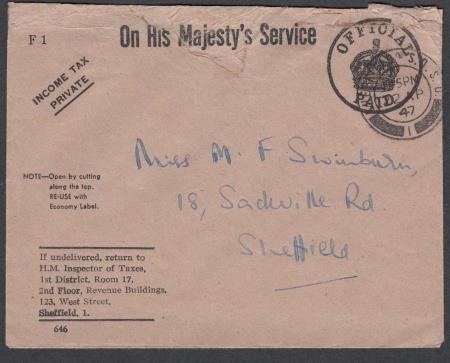 F 1
On His Majesty's Service
OFFICIAL
PAID
INCOME TAX
PRIVATE
5PM
AP
47
1
Miss M. F. Swinburn,
18, Sackville Rd.
Sheffield
NOTE—Open by cutting
along the top.
RE-USE with
Economy Label.
If undelivered, return to
H.M. Inspector of Taxes,
1st District, Room 17,
2nd Floor, Revenue Buildings,
123, West Street,
Sheffield, 1.
646